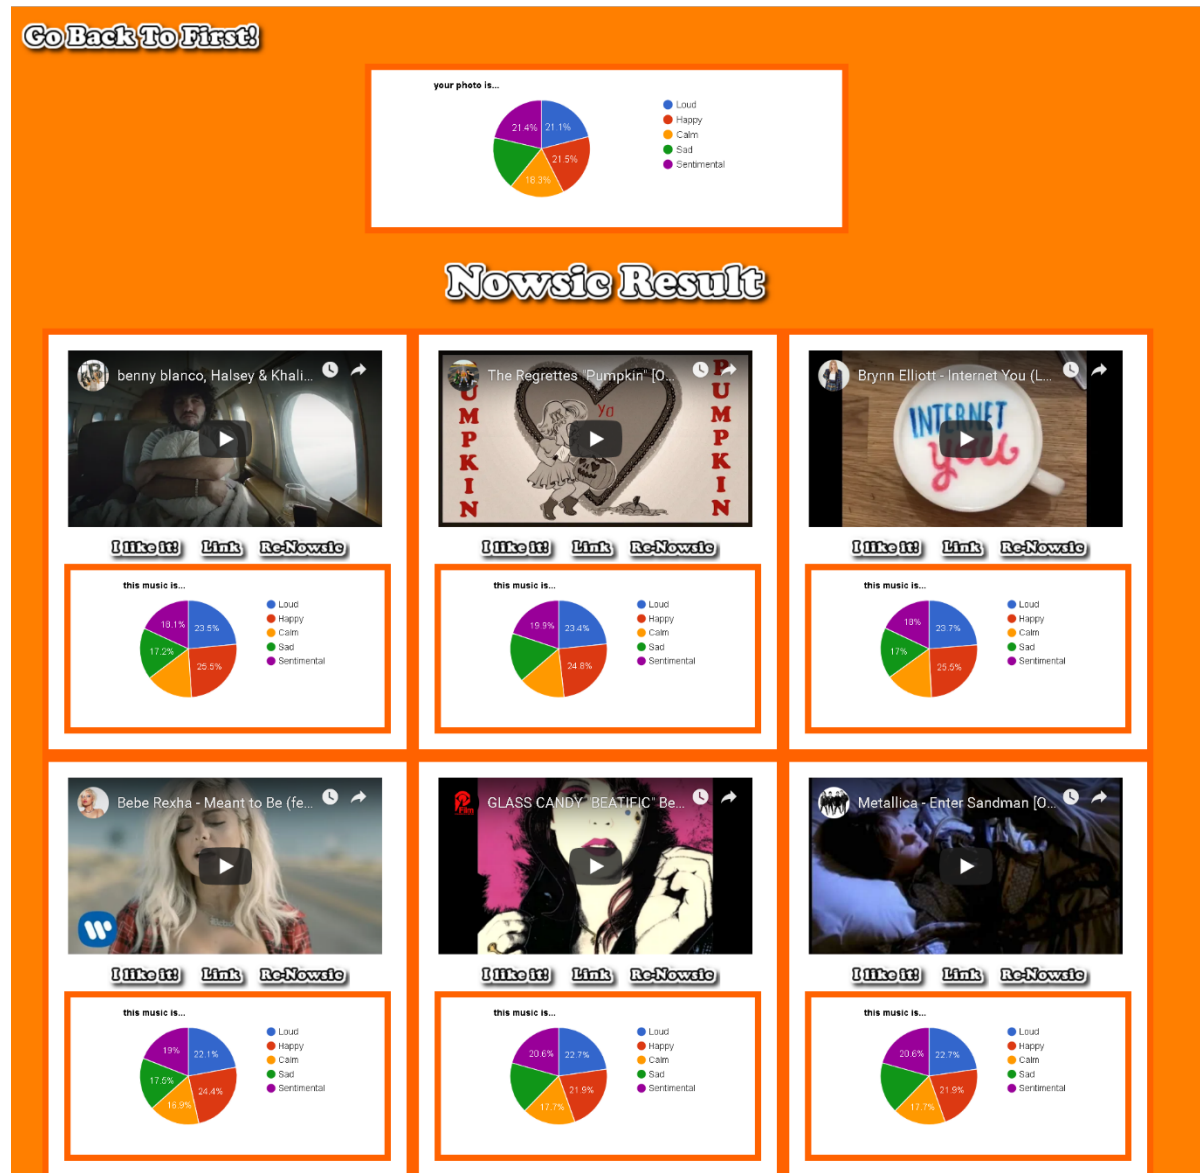 Go Back To First!
your photo is...
21.4% 21.1%
21.5%
18.3%
Loud
Happy
Calm
Sad
Sentimental
Nowsic Result
benny blanco, Halsey & Khali...
I like it! Link Re-Nowsic
this music is...
18.1% 23.5%
17.2%
25.5%
Loud
Happy
Calm
Sad
Sentimental
The Regrettes "Pumpkin" [O...
PUMPKIN
Ya
PUMPKIN
I like it! Link Re-Nowsic
this music is...
19.9% 23.4%
24.8%
Loud
Happy
Calm
Sad
Sentimental
Brynn Elliott - Internet You (L...
INTERNET
you
I like it! Link Re-Nowsic
this music is...
18% 23.7%
17%
25.5%
Loud
Happy
Calm
Sad
Sentimental
Bebe Rexha - Meant to Be (fe...
I like it! Link Re-Nowsic
this music is...
19% 22.1%
17.5%
24.4%
16.9%
Loud
Happy
Calm
Sad
Sentimental
GLASS CANDY "BEATIFIC" Be...
Film
I like it! Link Re-Nowsic
this music is...
20.6% 22.7%
21.9%
17.7%
Loud
Happy
Calm
Sad
Sentimental
Metallica - Enter Sandman [O...
I like it! Link Re-Nowsic
this music is...
20.6% 22.7%
21.9%
17.7%
Loud
Happy
Calm
Sad
Sentimental